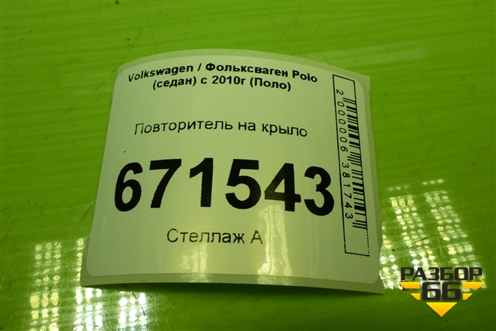 Volkswagen / Фольксваген Polo
(седан) с 2010г (Поло)
Повторитель на крыло
671543
Стеллаж А
2000006381743
РАЗБОР
66